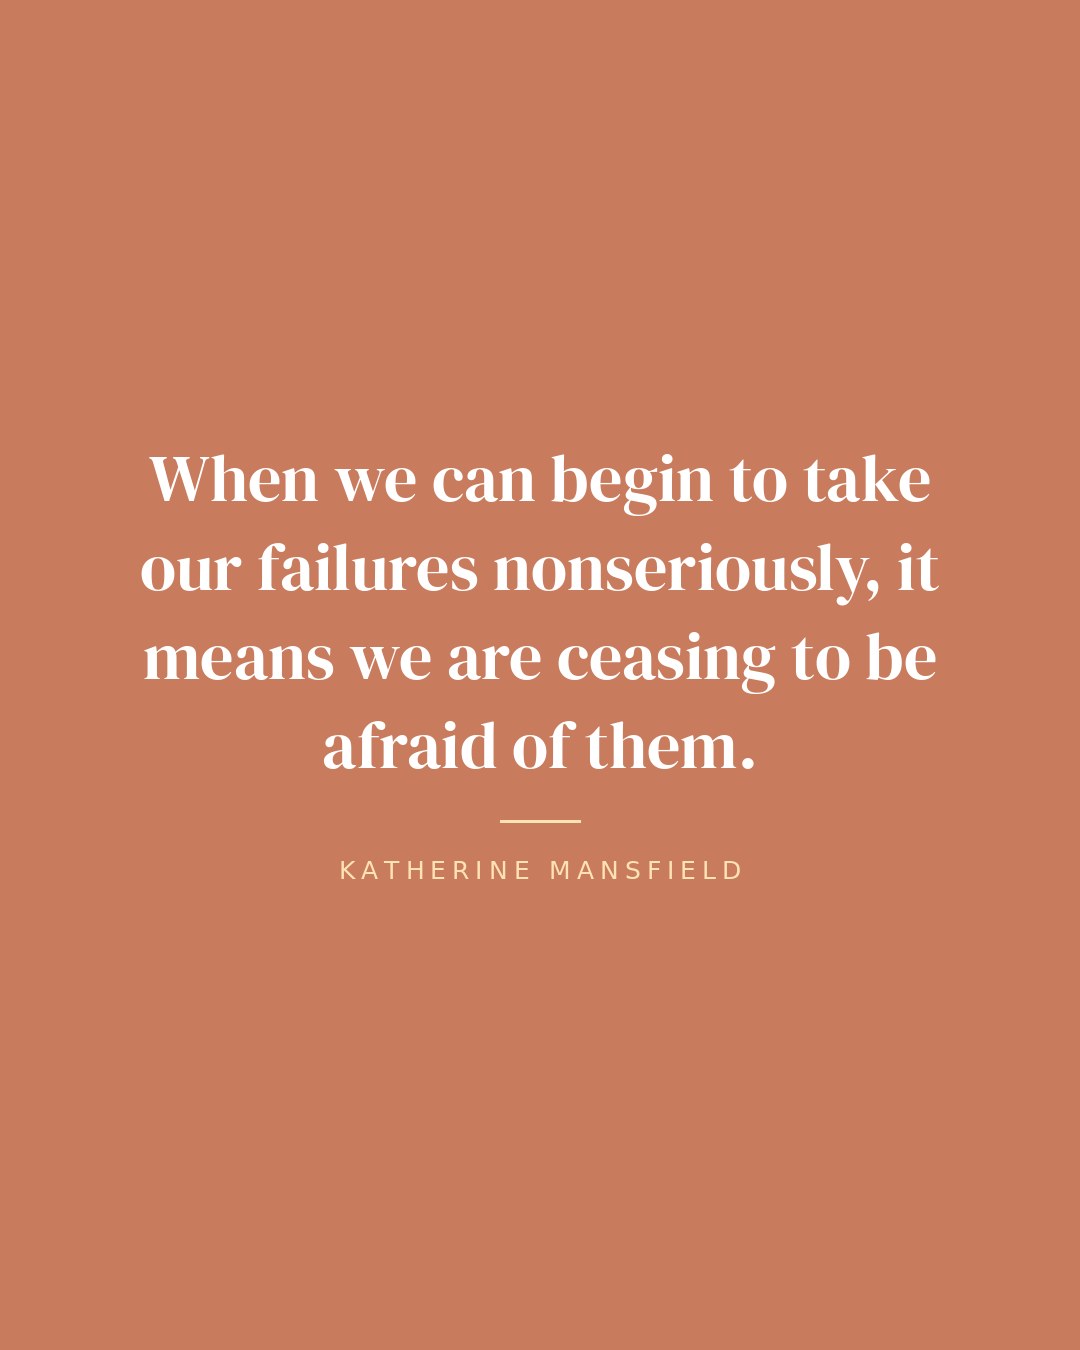 When we can begin to take
our failures nonseriously, it
means we are ceasing to be
afraid of them.
KATHERINE MANSFIELD